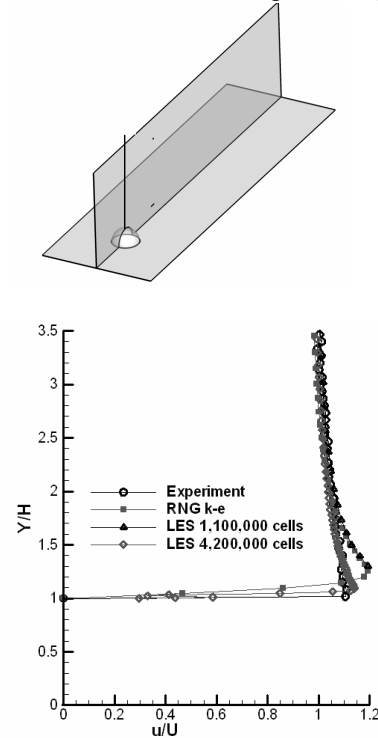 3.5
3
2.5
2
1.5
1
0.5
0
Y/H
Experiment
RNG k-e
LES 1,100,000 cells
LES 4,200,000 cells
0 0.2 0.4 0.6 0.8 1 1.2
u/U